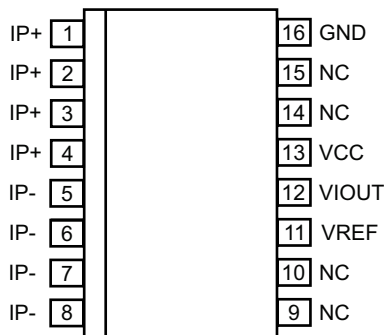 IP+ 1 16 GND
IP+ 2 15 NC
IP+ 3 14 NC
IP+ 4 13 VCC
IP- 5 12 VIOUT
IP- 6 11 VREF
IP- 7 10 NC
IP- 8 9 NC